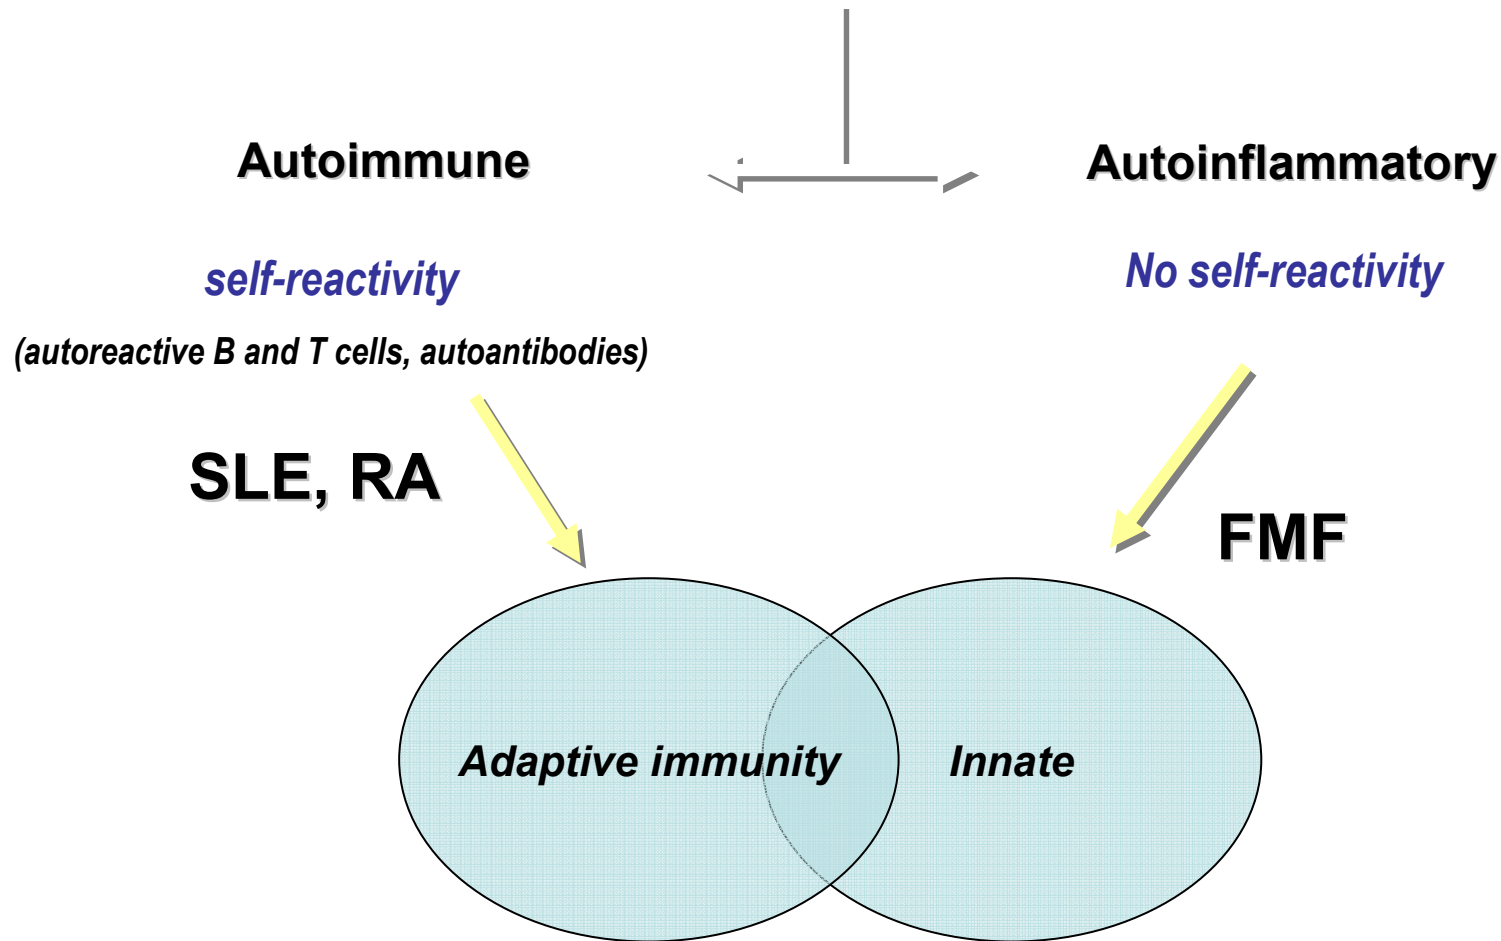 Autoimmune
Autoinflammatory
self-reactivity
No self-reactivity
(autoreactive B and T cells, autoantibodies)
SLE, RA
FMF
Adaptive immunity
Innate